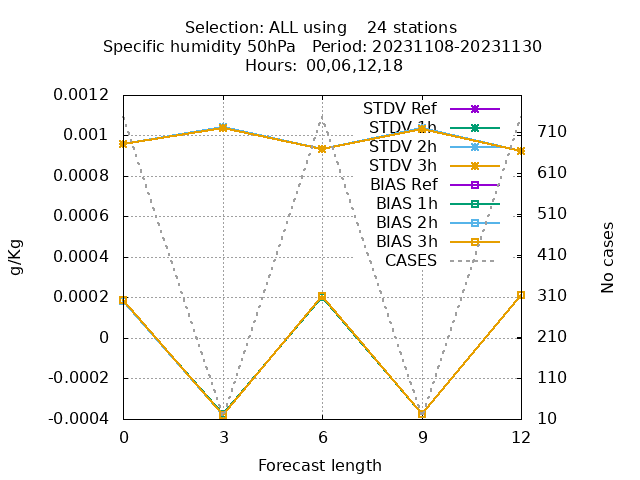 Selection: ALL using    24 stations
Specific humidity 50hPa   Period: 20231108-20231130
Hours:  00,06,12,18
0.0012
0.001
0.0008
0.0006
0.0004
0.0002
0
-0.0002
-0.0004
g/Kg
STDV Ref
STDV 1h
STDV 2h
STDV 3h
BIAS Ref
BIAS 1h
BIAS 2h
BIAS 3h
CASES
710
610
510
410
310
210
110
10
No cases
0 3 6 9 12
Forecast length